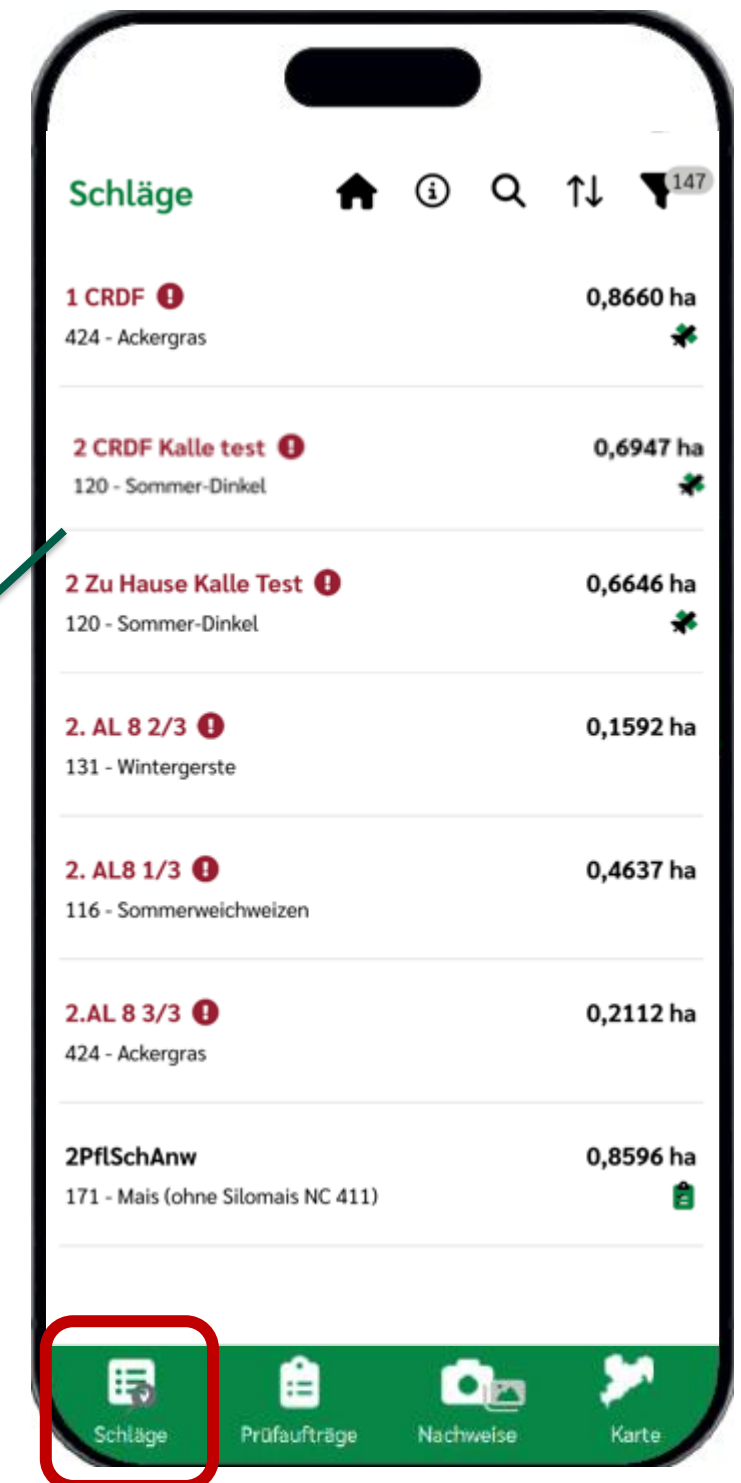 Schläge
147
1 CRDF
0,8660 ha
424 - Ackergras
2 CRDF Kalle test
0,6947 ha
120 - Sommer-Dinkel
2 Zu Hause Kalle Test
0,6646 ha
120 - Sommer-Dinkel
2. AL 8 2/3
0,1592 ha
131 - Wintergerste
2. AL8 1/3
0,4637 ha
116 - Sommerweichweizen
2.AL 8 3/3
0,2112 ha
424 - Ackergras
2PflSchAnw
0,8596 ha
171 - Mais (ohne Silomais NC 411)
Schläge
Prüfaufträge
Nachweise
Karte